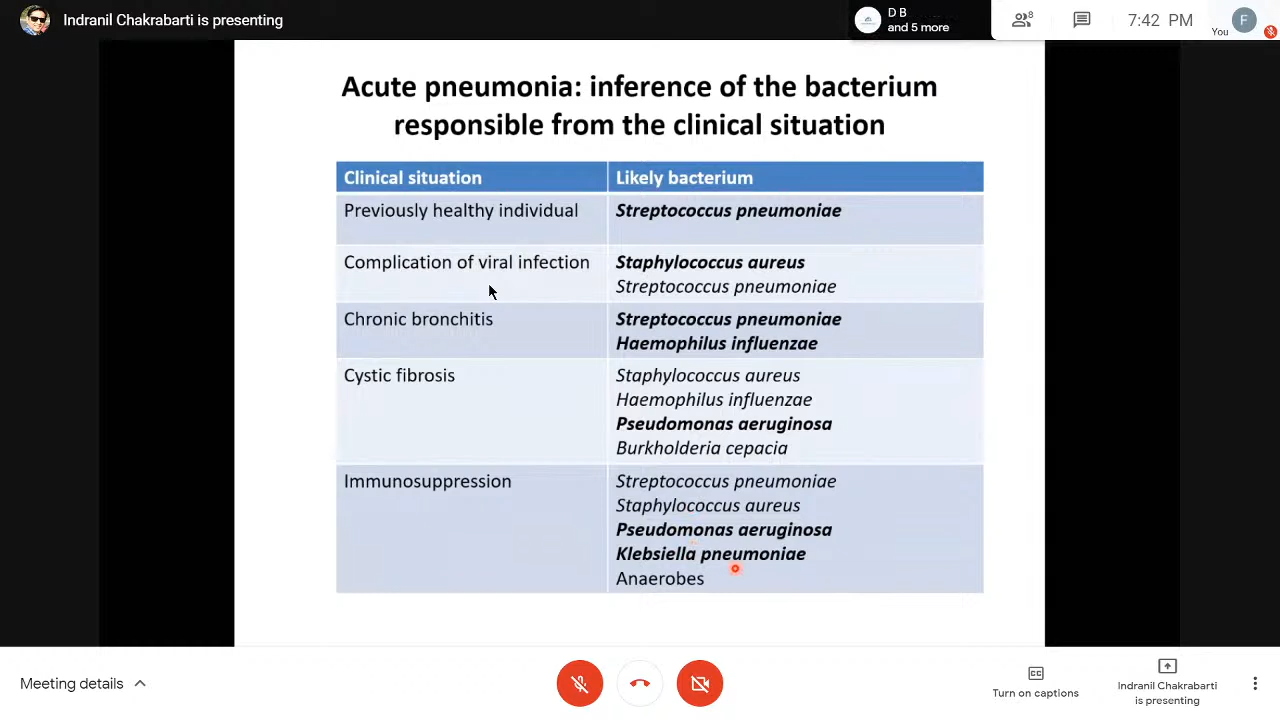 Indranil Chakrabarti is presenting
D B
and 5 more
8
7:42 PM
You
F
Acute pneumonia: inference of the bacterium
responsible from the clinical situation
Clinical situation
Likely bacterium
Previously healthy individual
Streptococcus pneumoniae
Complication of viral infection
Staphylococcus aureus
Streptococcus pneumoniae
Chronic bronchitis
Streptococcus pneumoniae
Haemophilus influenzae
Cystic fibrosis
Staphylococcus aureus
Haemophilus influenzae
Pseudomonas aeruginosa
Burkholderia cepacia
Immunosuppression
Streptococcus pneumoniae
Staphylococcus aureus
Pseudomonas aeruginosa
Klebsiella pneumoniae
Anaerobes
Meeting details
CC
Turn on captions
Indranil Chakrabarti
is presenting